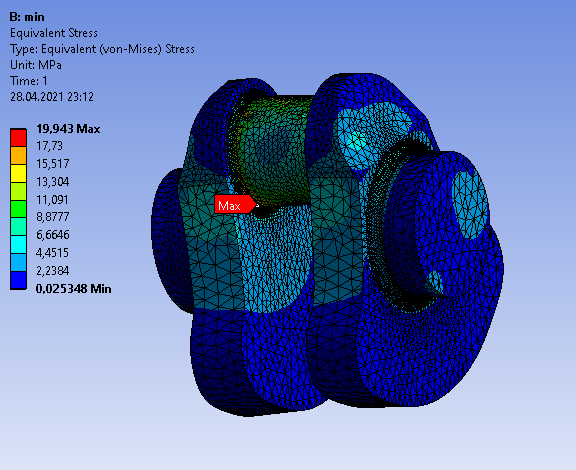 B: min
Equivalent Stress
Type: Equivalent (von-Mises) Stress
Unit: MPa
Time: 1
28.04.2021 23:12
19,943 Max
17,73
15,517
13,304
11,091
8,8777
6,6646
4,4515
2,2384
0,025348 Min
Max